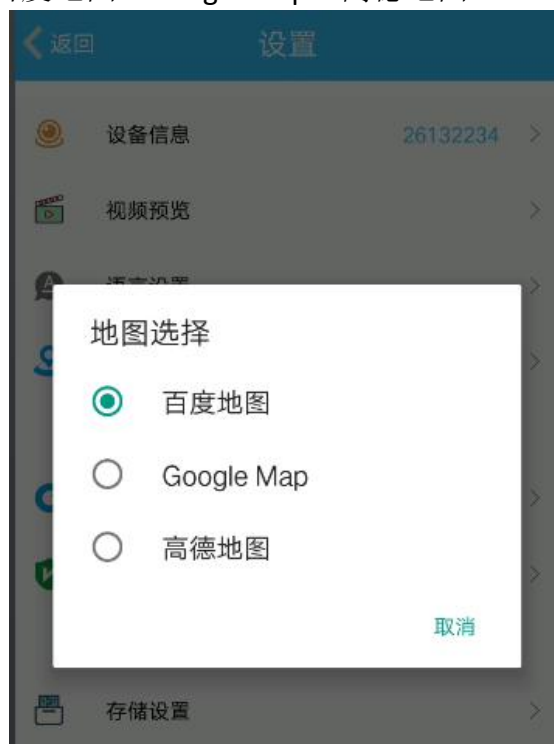 返回
设置
设备信息 26132234
视频预览
地图选择
百度地图
Google Map
高德地图
取消
存储设置